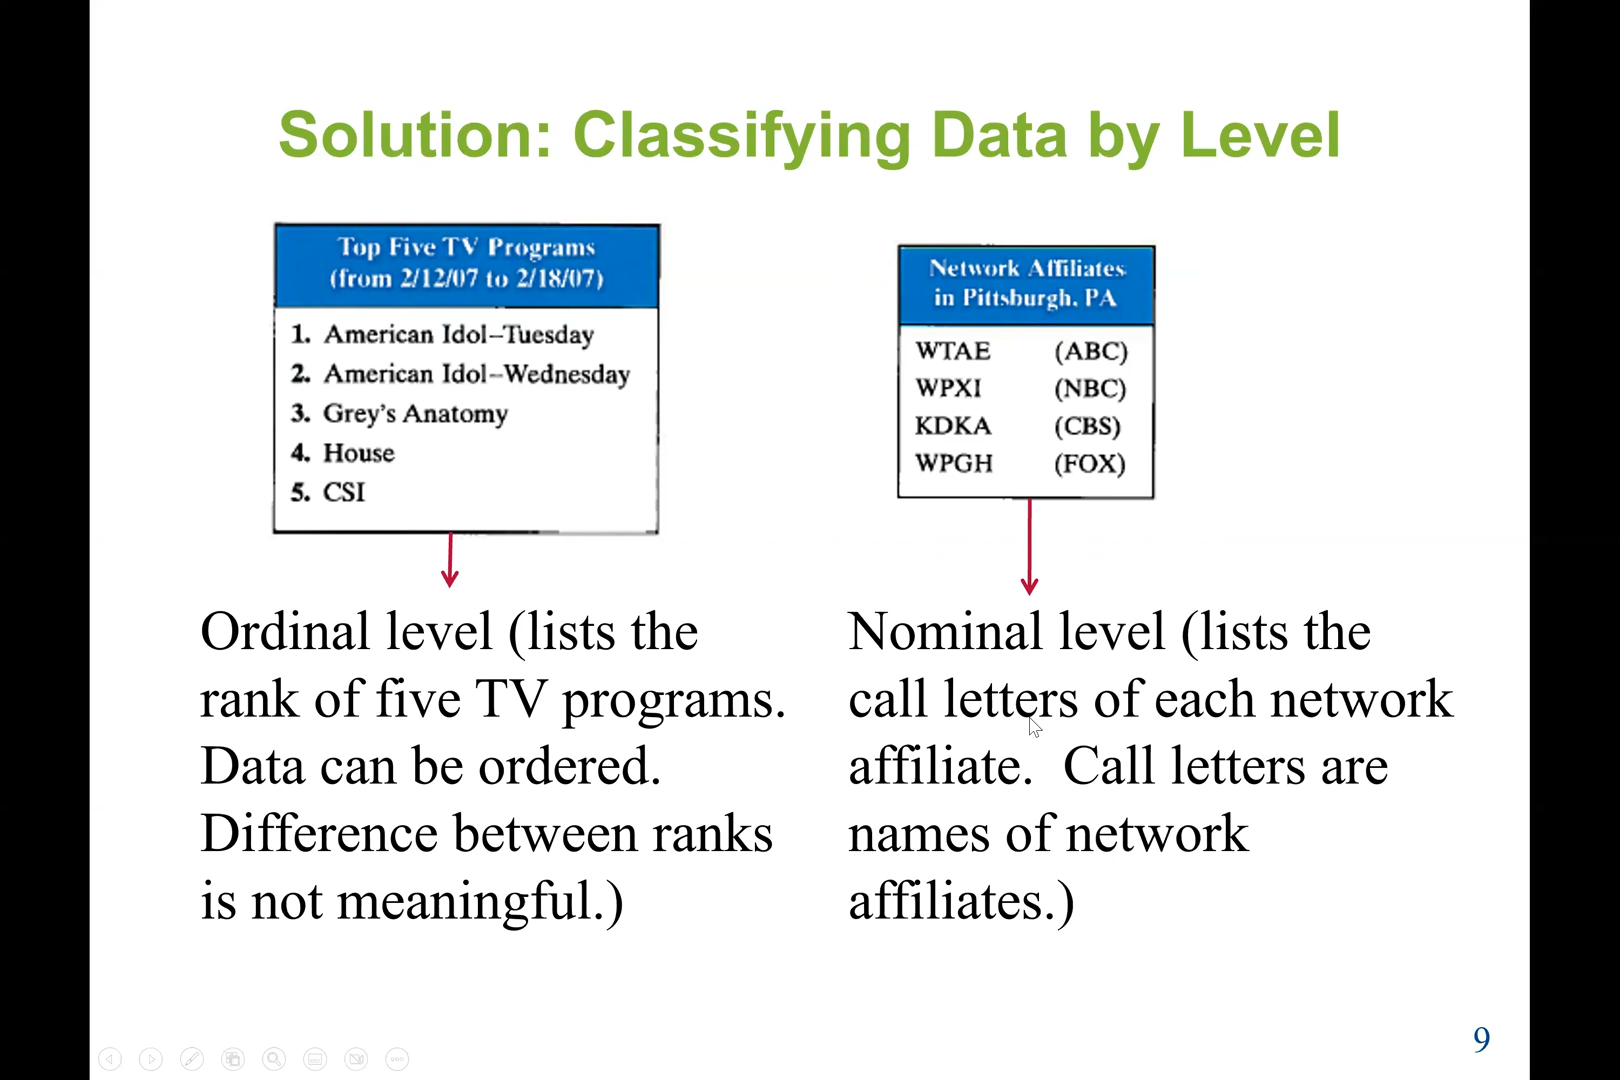 Solution: Classifying Data by Level
Top Five TV Programs
(from 2/12/07 to 2/18/07)
1. American Idol–Tuesday
2. American Idol–Wednesday
3. Grey's Anatomy
4. House
5. CSI
Network Affiliates
in Pittsburgh, PA
WTAE (ABC)
WPXI (NBC)
KDKA (CBS)
WPGH (FOX)
Ordinal level (lists the
rank of five TV programs.
Data can be ordered.
Difference between ranks
is not meaningful.)
Nominal level (lists the
call letters of each network
affiliate. Call letters are
names of network
affiliates.)
9